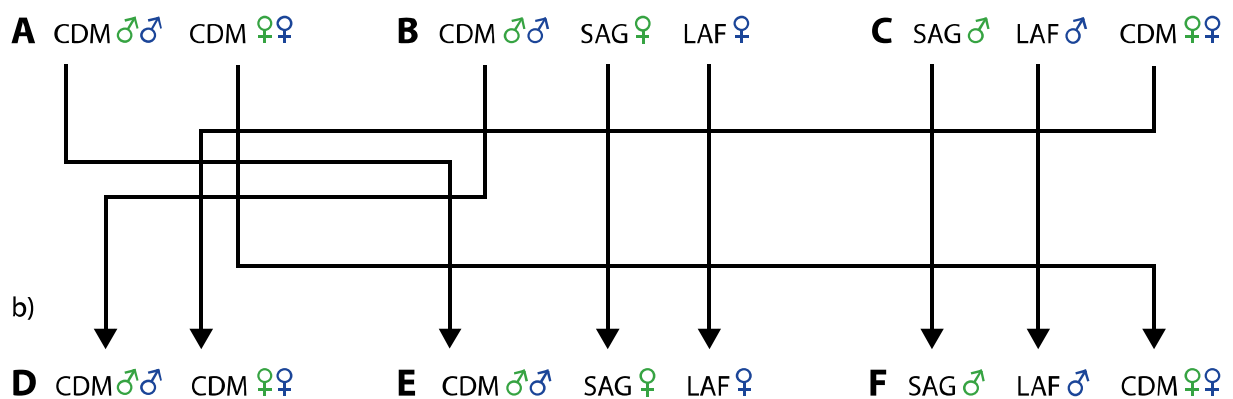 A CDM ♂♂ CDM ♀♀ B CDM ♂♂ SAG ♀ LAF ♀ C SAG ♂ LAF ♂ CDM ♀♀
b)
D CDM ♂♂ CDM ♀♀ E CDM ♂♂ SAG ♀ LAF ♀ F SAG ♂ LAF ♂ CDM ♀♀